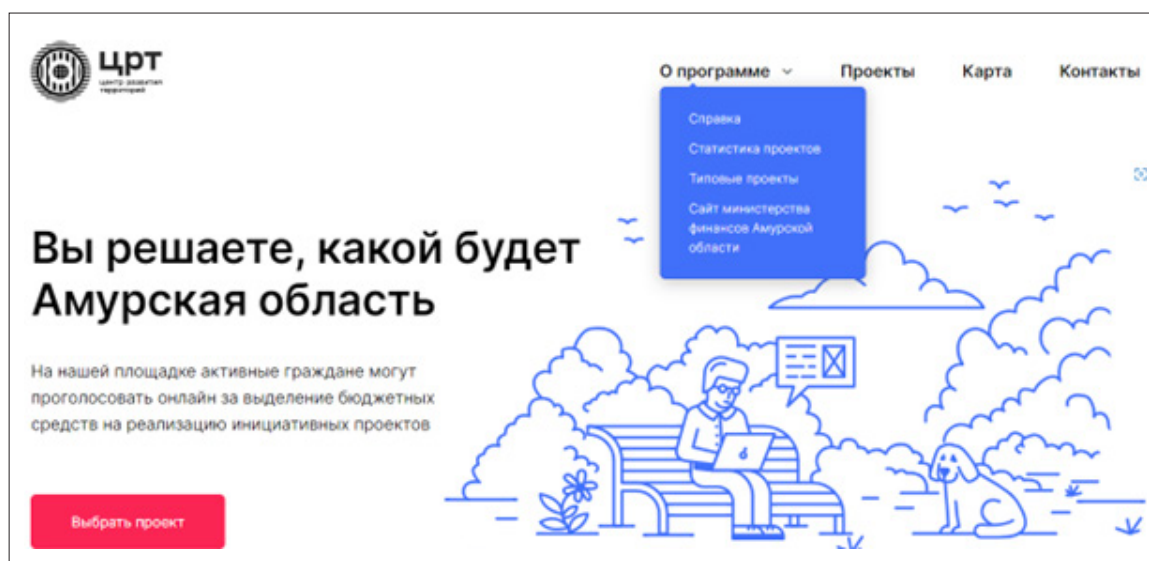 ЦРТ
центр развития
территорий
О программе
Проекты
Карта
Контакты
Справка
Статистика проектов
Типовые проекты
Сайт министерства
финансов Амурской
области
Вы решаете, какой будет
Амурская область
На нашей площадке активные граждане могут
проголосовать онлайн за выделение бюджетных
средств на реализацию инициативных проектов
Выбрать проект